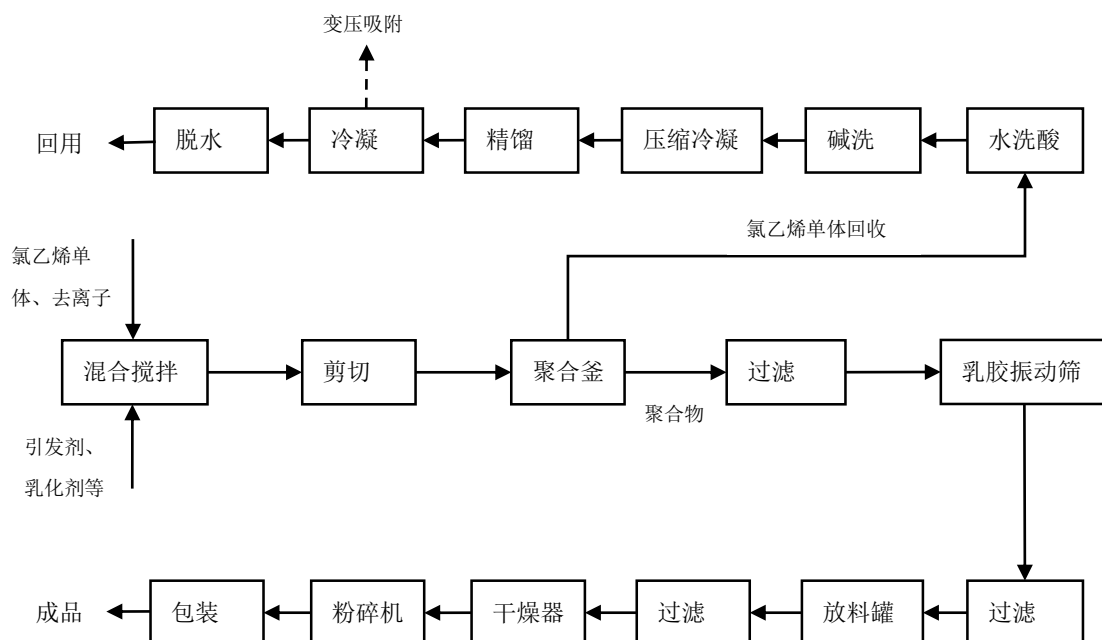 变压吸附
回用
脱水
冷凝
精馏
压缩冷凝
碱洗
水洗酸
氯乙烯单体回收
氯乙烯单
体、去离子
混合搅拌
剪切
聚合釜
过滤
乳胶振动筛
聚合物
引发剂、
乳化剂等
成品
包装
粉碎机
干燥器
过滤
放料罐
过滤